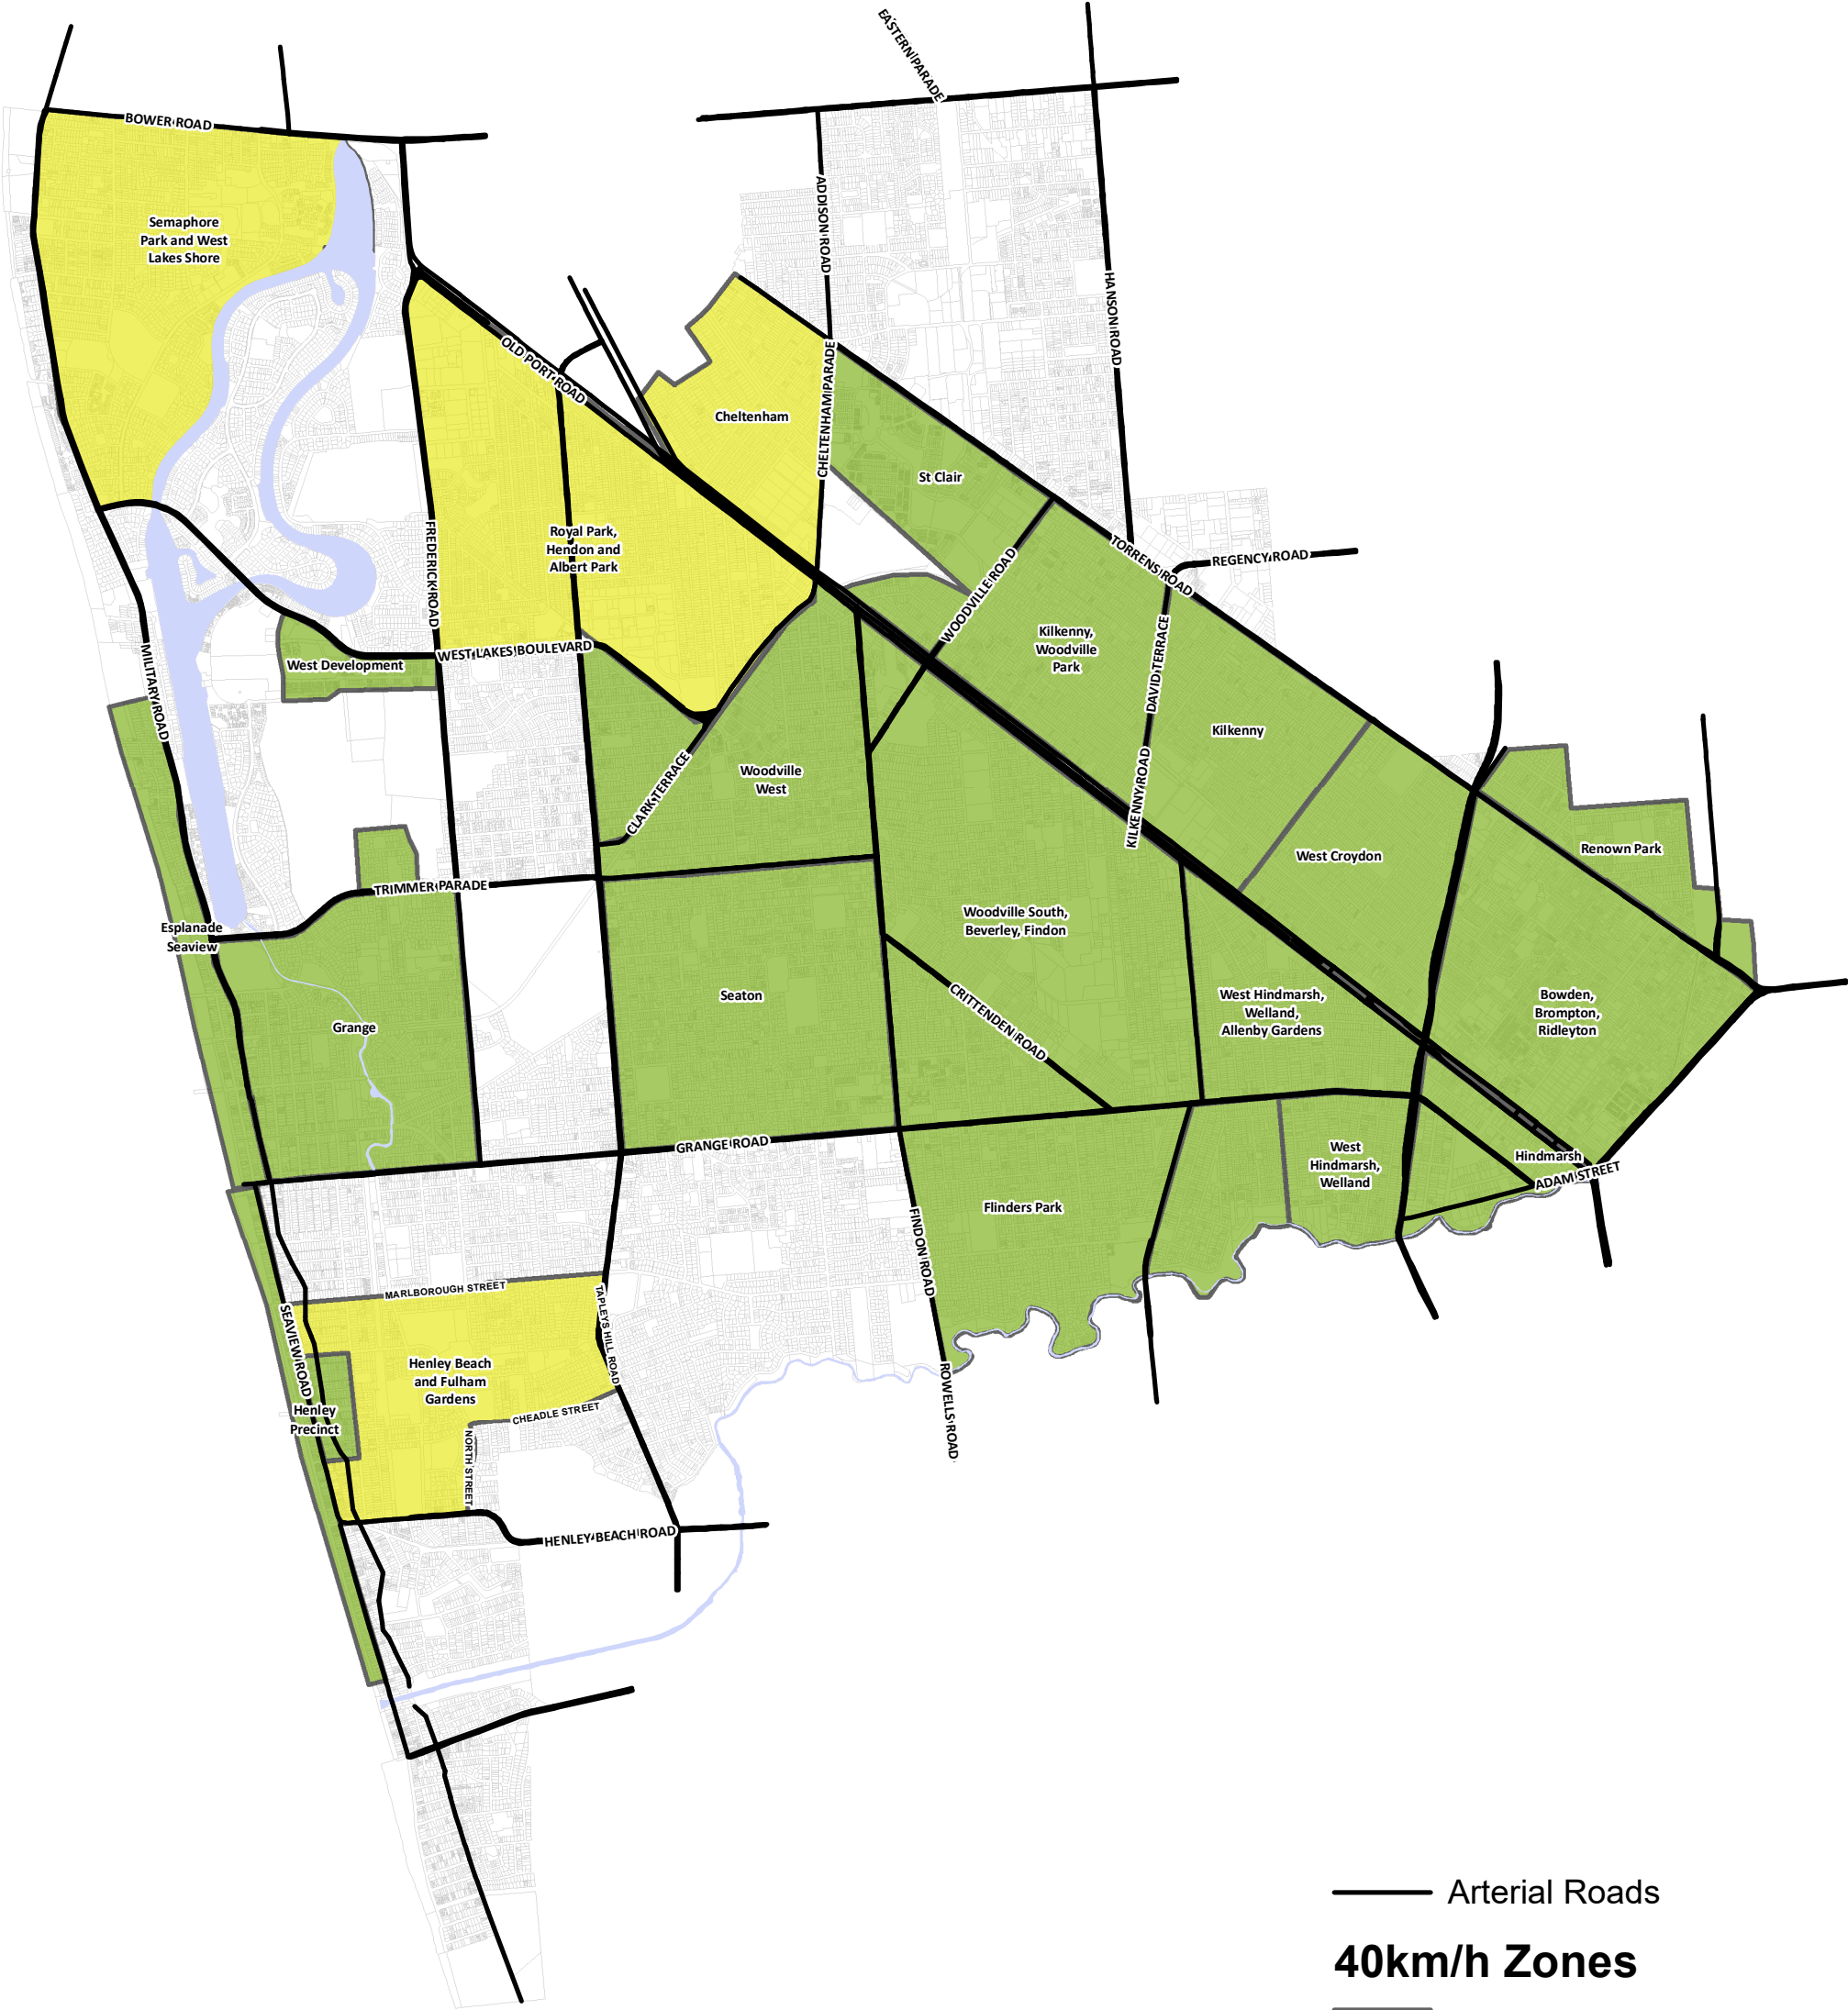 EASTERN PARADE
BOWER ROAD
ADDISON ROAD
Semaphore
Park and West
Lakes Shore
HANSON ROAD
OLD PORT ROAD
CHELTENHAM PARADE
Cheltenham
St Clair
FREDERICK ROAD
Royal Park,
Hendon and
Albert Park
TORRENS ROAD
REGENCY ROAD
WOODVILLE ROAD
Kilkenny,
Woodville
Park
DAVID TERRACE
WEST LAKES BOULEVARD
West Development
MILITARY ROAD
Kilkenny
Woodville
West
CLARK TERRACE
KILKENNY ROAD
West Croydon
Renown Park
TRIMMER PARADE
Esplanade
Seaview
Woodville South,
Beverley, Findon
Seaton
CRITTENDEN ROAD
West Hindmarsh,
Welland,
Allenby Gardens
Bowden,
Brompton,
Ridleyton
Grange
GRANGE ROAD
West
Hindmarsh,
Welland
Hindmarsh
ADAM STREET
Flinders Park
FINDON ROAD
MARLBOROUGH STREET
TAPLEYS HILL ROAD
SEAVIEW ROAD
Henley Beach
and Fulham
Gardens
CHEADLE STREET
Henley
Precinct
NORTH STREET
ROWELLS ROAD
HENLEY BEACH ROAD
Arterial Roads
40km/h Zones